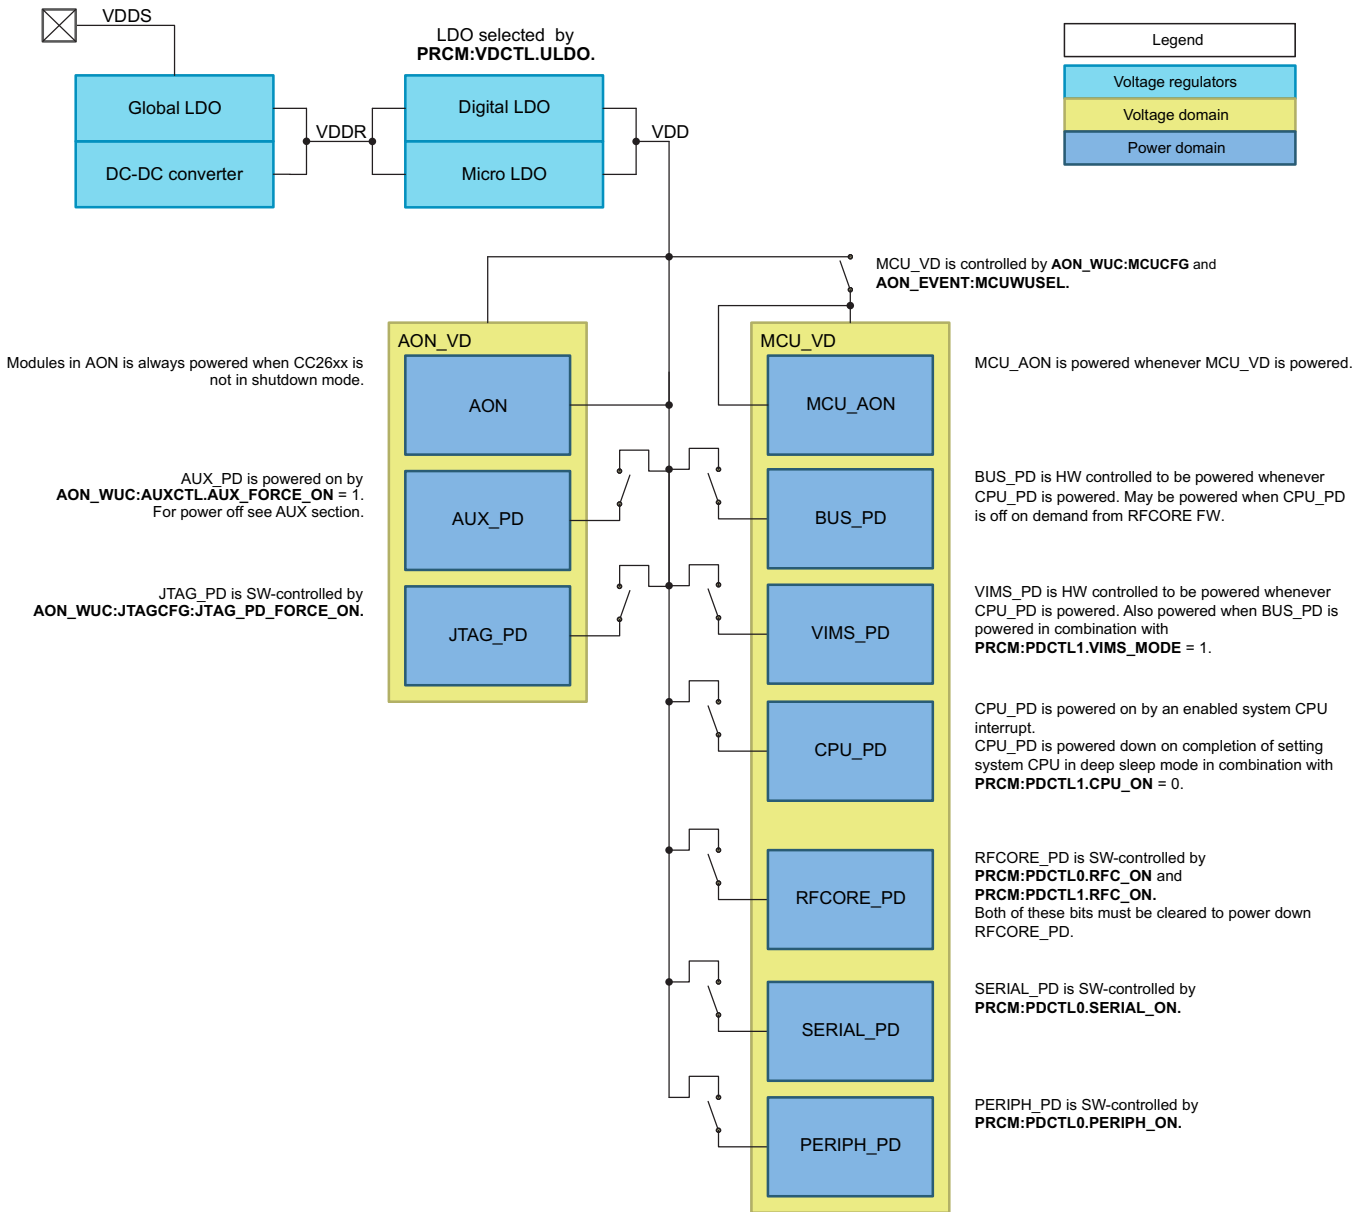 VDDS
LDO selected by
PRCM:VDCTL.ULDO.
Legend
Voltage regulators
Voltage domain
Power domain
Global LDO
DC-DC converter
VDDR
Digital LDO
Micro LDO
VDD
MCU_VD is controlled by AON_WUC:MCUCFG and
AON_EVENT:MCUWUSEL.
AON_VD
MCU_VD
Modules in AON is always powered when CC26xx is
not in shutdown mode.
AON
MCU_AON
MCU_AON is powered whenever MCU_VD is powered.
AUX_PD is powered on by
AON_WUC:AUXCTL.AUX_FORCE_ON = 1.
For power off see AUX section.
AUX_PD
BUS_PD
BUS_PD is HW controlled to be powered whenever
CPU_PD is powered. May be powered when CPU_PD
is off on demand from RFCORE FW.
JTAG_PD is SW-controlled by
AON_WUC:JTAGCFG:JTAG_PD_FORCE_ON.
JTAG_PD
VIMS_PD
VIMS_PD is HW controlled to be powered whenever
CPU_PD is powered. Also powered when BUS_PD is
powered in combination with
PRCM:PDCTL1.VIMS_MODE = 1.
CPU_PD
CPU_PD is powered on by an enabled system CPU
interrupt.
CPU_PD is powered down on completion of setting
system CPU in deep sleep mode in combination with
PRCM:PDCTL1.CPU_ON = 0.
RFCORE_PD
RFCORE_PD is SW-controlled by
PRCM:PDCTL0.RFC_ON and
PRCM:PDCTL1.RFC_ON.
Both of these bits must be cleared to power down
RFCORE_PD.
SERIAL_PD
SERIAL_PD is SW-controlled by
PRCM:PDCTL0.SERIAL_ON.
PERIPH_PD
PERIPH_PD is SW-controlled by
PRCM:PDCTL0.PERIPH_ON.